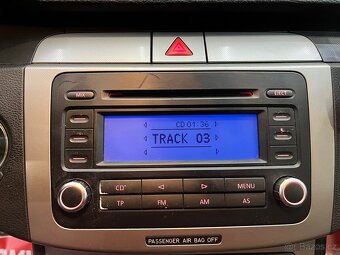 MIX
EJECT
CD 01:36
TRACK 03
CD
MENU
TP
FM
AM
AS
PASSENGER AIR BAG OFF